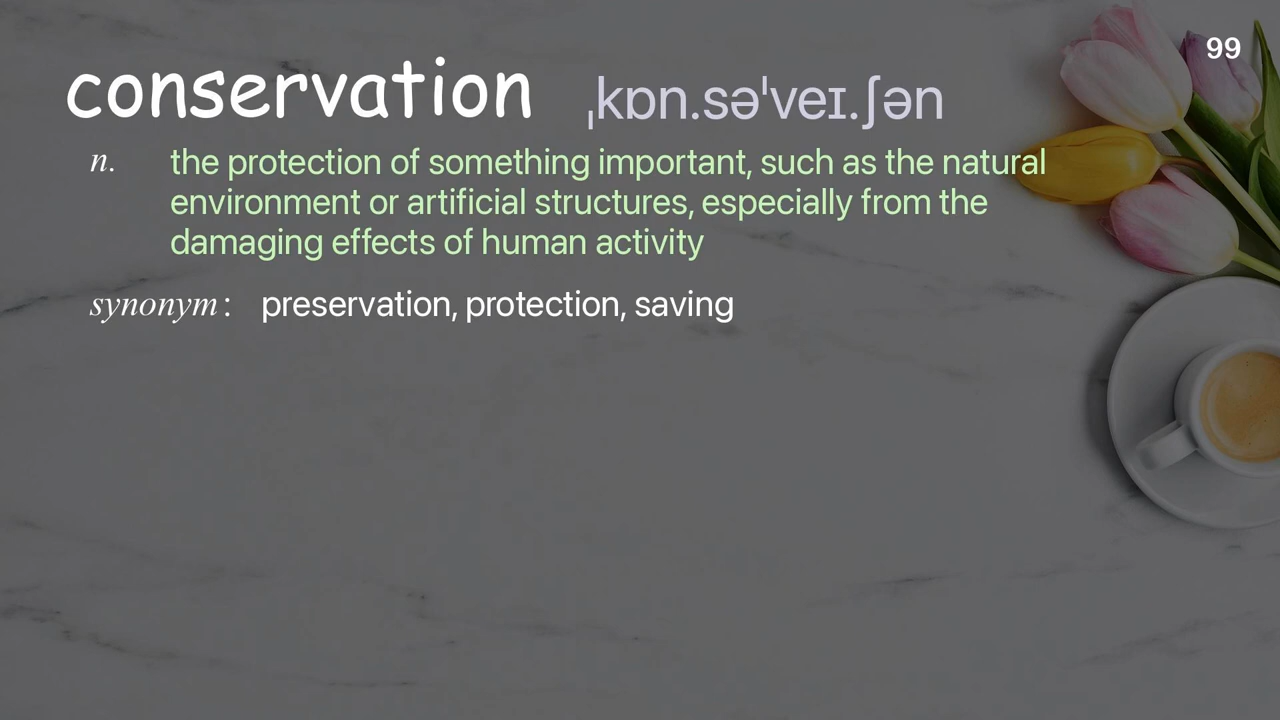 99
conservation ˌkɒn.səˈveɪ.ʃən
n. the protection of something important, such as the natural
environment or artificial structures, especially from the
damaging effects of human activity
synonym: preservation, protection, saving